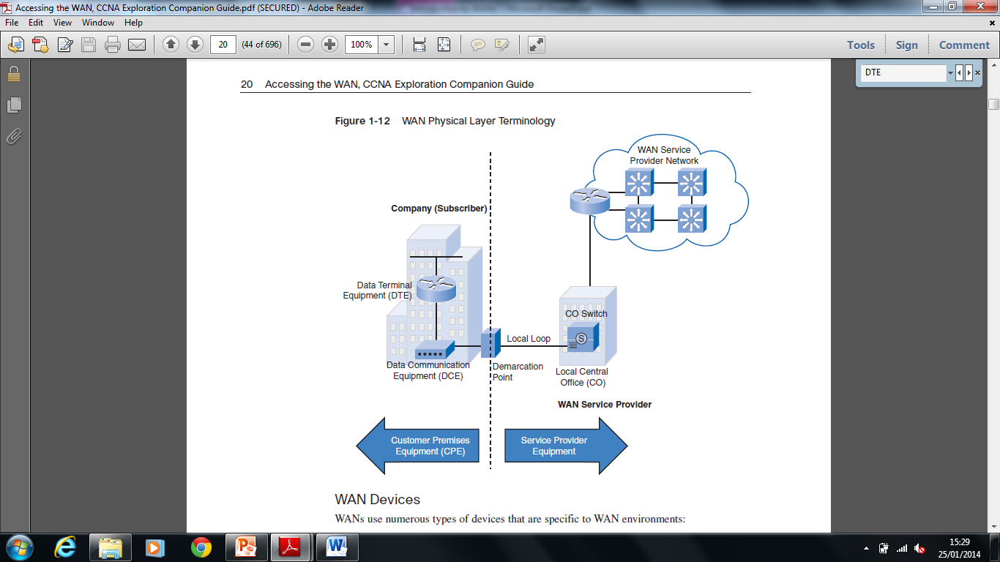 Accessing the WAN, CCNA Exploration Companion Guide.pdf (SECURED) - Adobe Reader
File Edit View Window Help
20 (44 of 696) 100% Tools Sign Comment
DTE
20 Accessing the WAN, CCNA Exploration Companion Guide
Figure 1-12 WAN Physical Layer Terminology
WAN Service
Provider Network
Company (Subscriber)
Data Terminal
Equipment (DTE)
CO Switch
S
Local Loop
Data Communication
Equipment (DCE)
Demarcation
Point
Local Central
Office (CO)
WAN Service Provider
Customer Premises
Equipment (CPE)
Service Provider
Equipment
WAN Devices
WANs use numerous types of devices that are specific to WAN environments:
15:29
25/01/2014